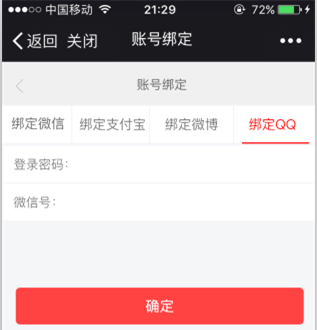 中国移动 21:29 72%
返回 关闭 账号绑定
账号绑定
绑定微信 绑定支付宝 绑定微博 绑定QQ
登录密码:
微信号:
确定